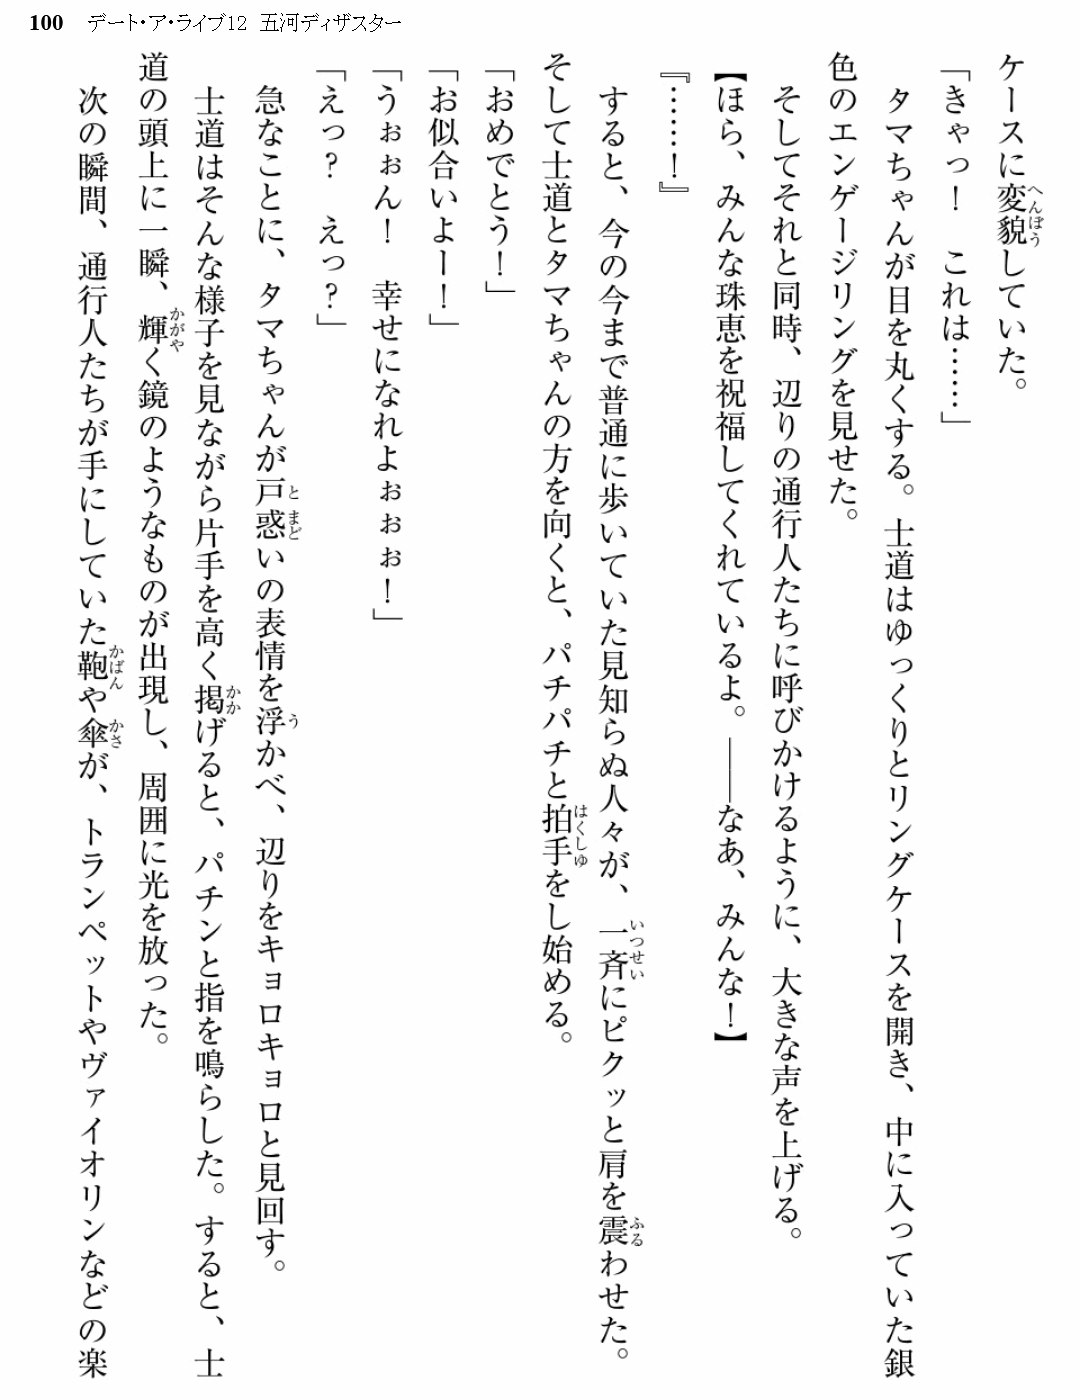 100 デート・ア・ライブ12 五河ディザスター
ケースに変貌していた。
「きゃっ！　これは……」
　タマちゃんが目を丸くする。士道はゆっくりとリングケースを開き、中に入っていた銀
色のエンゲージリングを見せた。
　そしてそれと同時、辺りの通行人たちに呼びかけるように、大きな声を上げる。
【ほら、みんな珠恵を祝福してくれているよ。――なあ、みんな！】
『……！』
　すると、今の今まで普通に歩いていた見知らぬ人々が、一斉にピクッと肩を震わせた。
そして士道とタマちゃんの方を向くと、パチパチと拍手をし始める。
「おめでとう！」
「お似合いよー！」
「うぉぉん！　幸せになれよぉぉぉ！」
「えっ？　えっ？」
　急なことに、タマちゃんが戸惑いの表情を浮かべ、辺りをキョロキョロと見回す。
　士道はそんな様子を見ながら片手を高く掲げると、パチンと指を鳴らした。すると、士
道の頭上に一瞬、輝く鏡のようなものが出現し、周囲に光を放った。
　次の瞬間、通行人たちが手にしていた鞄や傘が、トランペットやヴァイオリンなどの楽